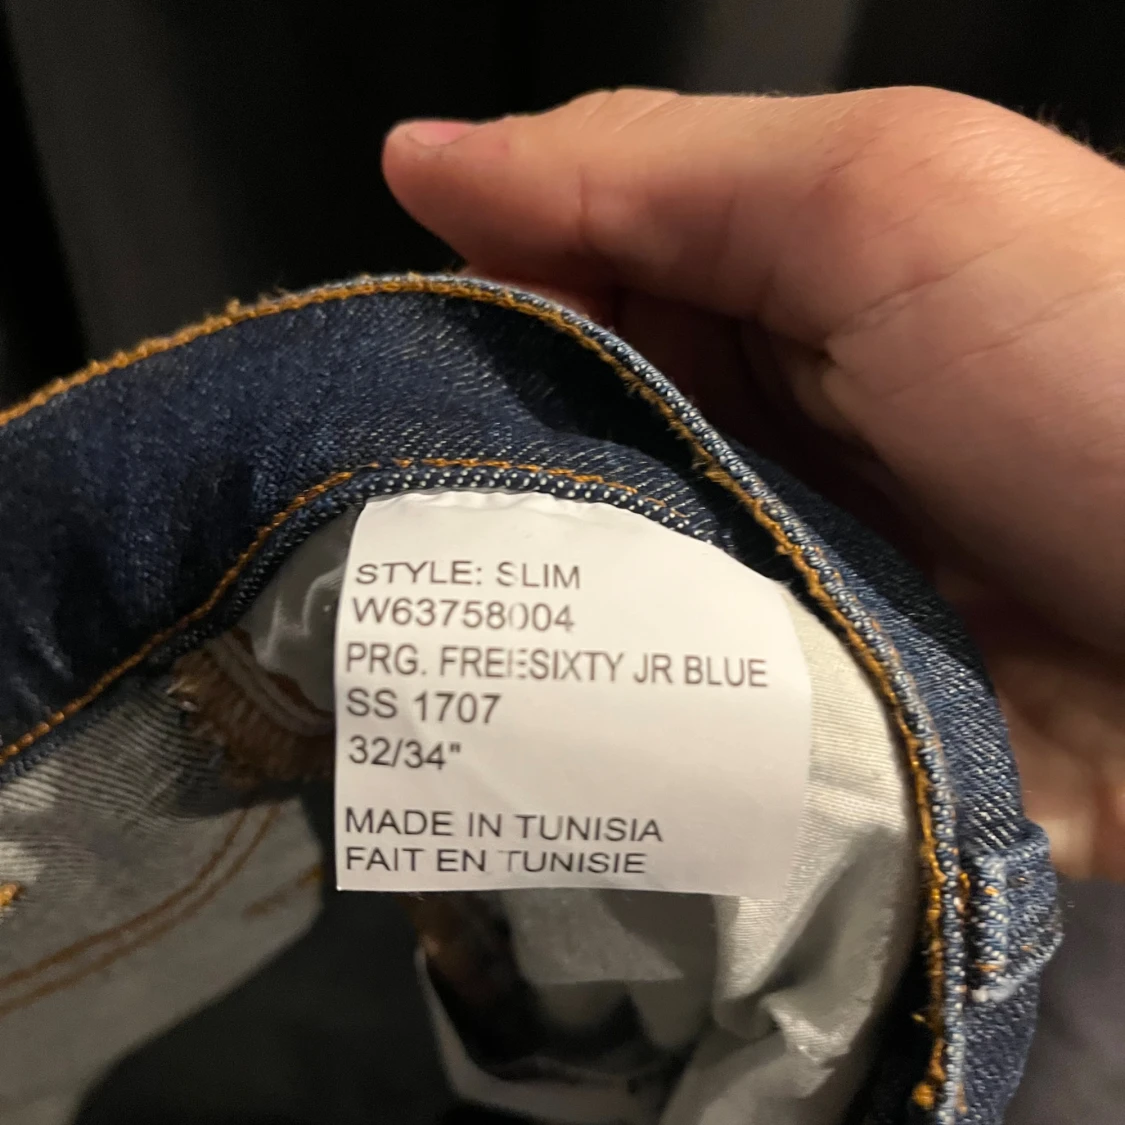 STYLE: SLIM
W63758004
PRG. FREESIXTY JR BLUE
SS 1707
32/34"
MADE IN TUNISIA
FAIT EN TUNISIE